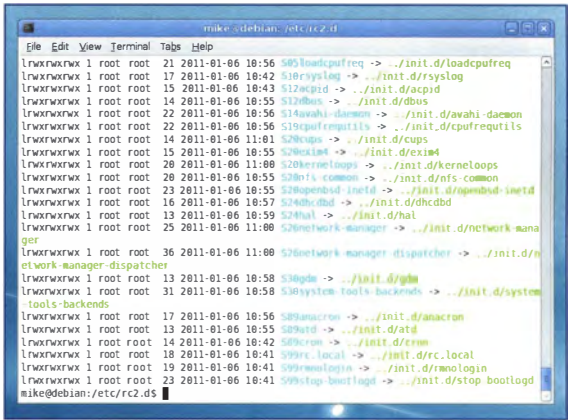 mike@debian: /etc/rc2.d
File Edit View Terminal Tabs Help
lrwxrwxrwx 1 root root 21 2011-01-06 10:56 S05loadcpufreq -> ../init.d/loadcpufreq
lrwxrwxrwx 1 root root 17 2011-01-06 10:42 S10rsyslog -> ../init.d/rsyslog
lrwxrwxrwx 1 root root 15 2011-01-06 10:43 S12acpid -> ../init.d/acpid
lrwxrwxrwx 1 root root 14 2011-01-06 10:55 S12dbus -> ../init.d/dbus
lrwxrwxrwx 1 root root 22 2011-01-06 10:56 S14avahi-daemon -> ../init.d/avahi-daemon
lrwxrwxrwx 1 root root 22 2011-01-06 10:56 S19cpufrequtils -> ../init.d/cpufrequtils
lrwxrwxrwx 1 root root 14 2011-01-06 11:01 S20cups -> ../init.d/cups
lrwxrwxrwx 1 root root 15 2011-01-06 10:55 S20exim4 -> ../init.d/exim4
lrwxrwxrwx 1 root root 20 2011-01-06 11:00 S20kerneloops -> ../init.d/kerneloops
lrwxrwxrwx 1 root root 20 2011-01-06 10:55 S20nfs-common -> ../init.d/nfs-common
lrwxrwxrwx 1 root root 23 2011-01-06 10:55 S20openbsd-inetd -> ../init.d/openbsd-inetd
lrwxrwxrwx 1 root root 16 2011-01-06 10:57 S24dhcdbd -> ../init.d/dhcdbd
lrwxrwxrwx 1 root root 13 2011-01-06 10:59 S24hal -> ../init.d/hal
lrwxrwxrwx 1 root root 25 2011-01-06 11:00 S26network-manager -> ../init.d/network-mana
ger
lrwxrwxrwx 1 root root 36 2011-01-06 11:00 S26network-manager-dispatcher -> ../init.d/n
etwork-manager-dispatcher
lrwxrwxrwx 1 root root 13 2011-01-06 10:58 S30gdm -> ../init.d/gdm
lrwxrwxrwx 1 root root 31 2011-01-06 10:58 S30system-tools-backends -> ../init.d/system
-tools-backends
lrwxrwxrwx 1 root root 17 2011-01-06 10:56 S89anacron -> ../init.d/anacron
lrwxrwxrwx 1 root root 13 2011-01-06 10:55 S89atd -> ../init.d/atd
lrwxrwxrwx 1 root root 14 2011-01-06 10:42 S89cron -> ../init.d/cron
lrwxrwxrwx 1 root root 18 2011-01-06 10:41 S99rc.local -> ../init.d/rc.local
lrwxrwxrwx 1 root root 19 2011-01-06 10:41 S99rmnologin -> ../init.d/rmnologin
lrwxrwxrwx 1 root root 23 2011-01-06 10:41 S99stop-bootlogd -> ../init.d/stop-bootlogd
mike@debian:/etc/rc2.d$